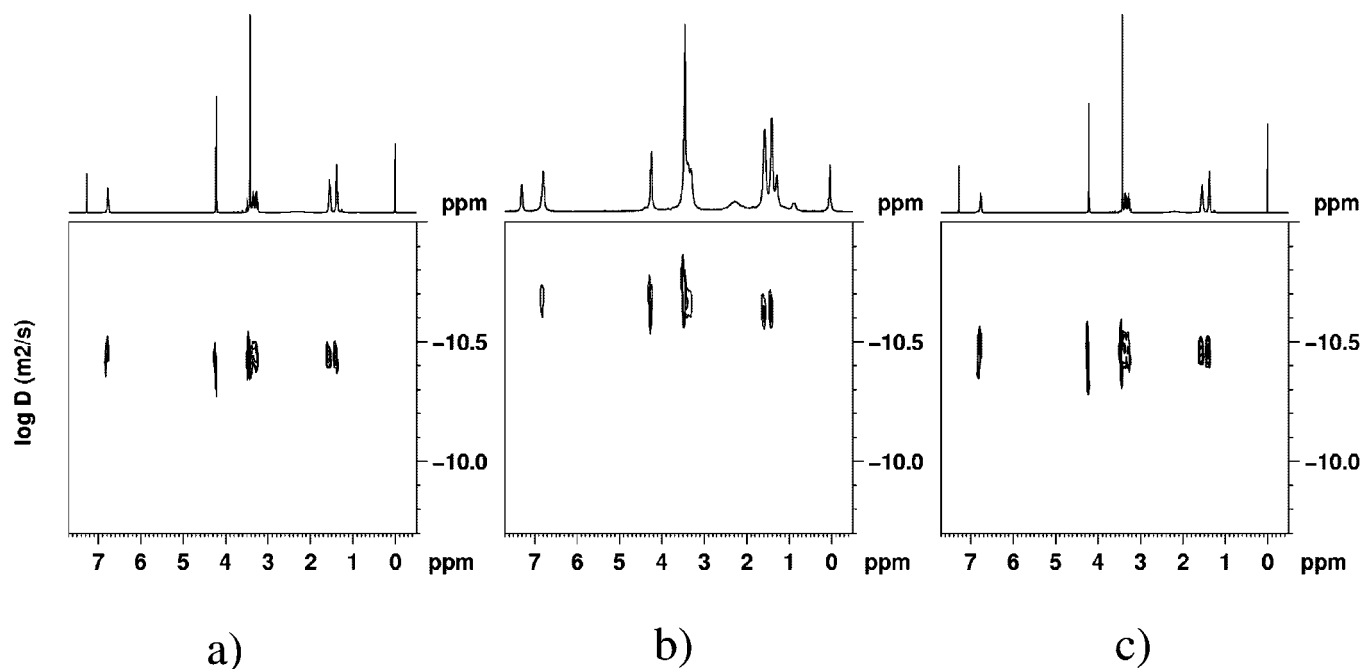 ppm ppm ppm
log D (m2/s)
−10.5 −10.5 −10.5
−10.0 −10.0 −10.0
7 6 5 4 3 2 1 0 ppm 7 6 5 4 3 2 1 0 ppm 7 6 5 4 3 2 1 0 ppm
a) b) c)